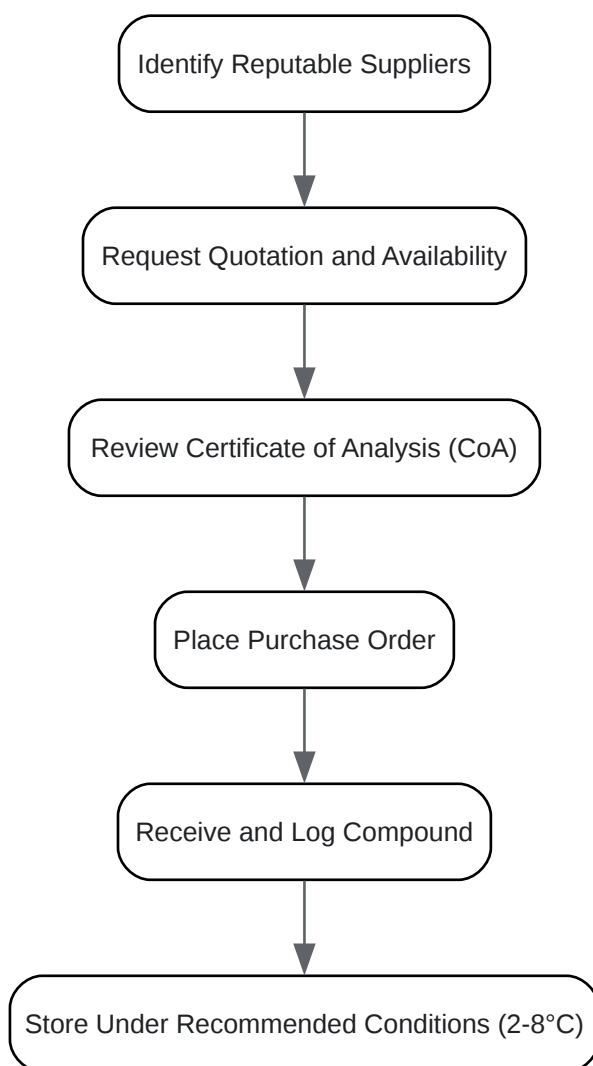 Identify Reputable Suppliers
Request Quotation and Availability
Review Certificate of Analysis (CoA)
Place Purchase Order
Receive and Log Compound
Store Under Recommended Conditions (2-8°C)